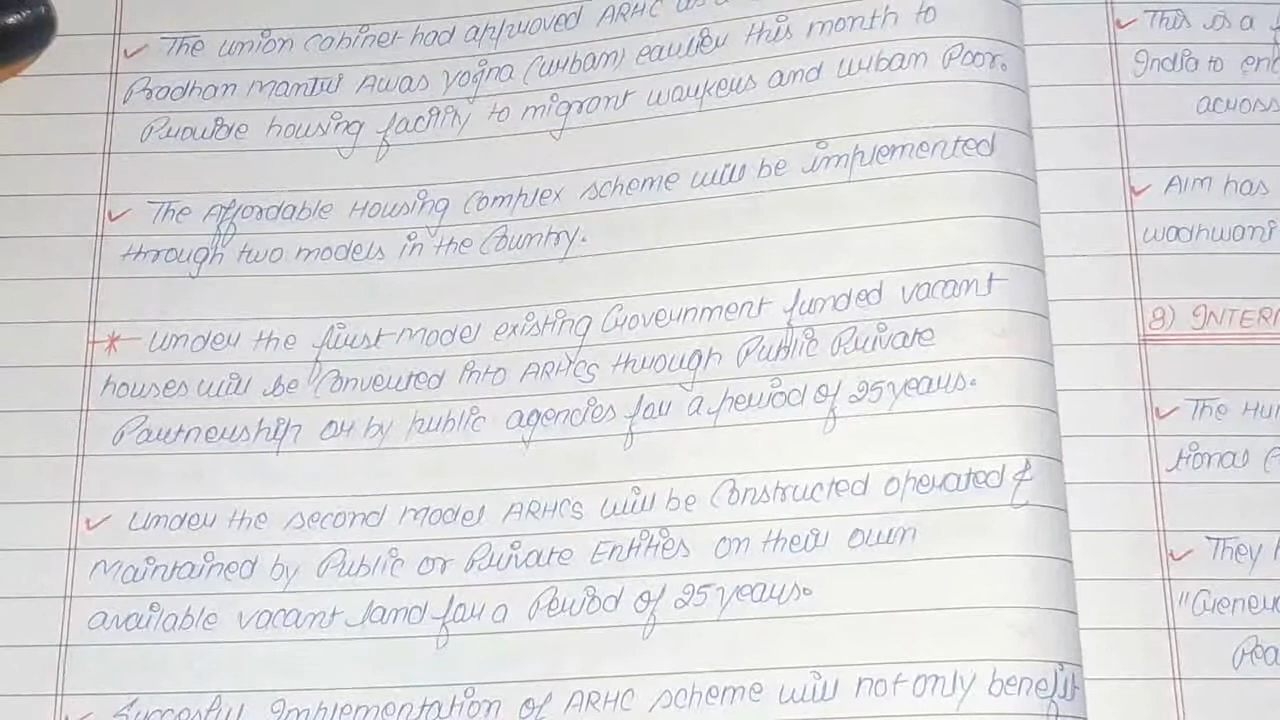 ✓ The union cabinet had approved ARHC as a
Pradhan mantri Awas Yojna (urban) earlier this month to
Provide housing facility to migrant workers and urban Poor.
✓ The Affordable Housing Complex scheme will be implemented
through two models in the Country.
* under the first model existing Government funded vacant
houses will be Converted into ARHCs through Public Private
Partnership or by public agencies for a period of 25 years.
✓ under the second Model ARHCs will be Constructed operated &
Maintained by Public or Private Entities on their own
available vacant land for a Period of 25 years.
Implementation of ARHC scheme will not only benefit
✓ This is a
India to
across
✓ Aim has
wadhwani
8) INTER
✓ The
tional
✓ They